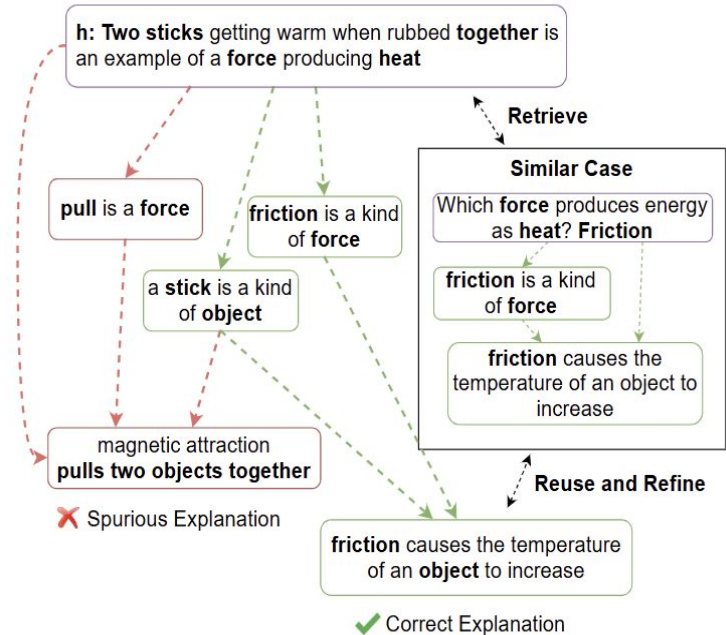 h: Two sticks getting warm when rubbed together is
an example of a force producing heat
Retrieve
Similar Case
Which force produces energy
as heat? Friction
friction is a kind
of force
friction causes the
temperature of an object to
increase
pull is a force
friction is a kind
of force
a stick is a kind
of object
magnetic attraction
pulls two objects together
Spurious Explanation
Reuse and Refine
friction causes the temperature
of an object to increase
Correct Explanation